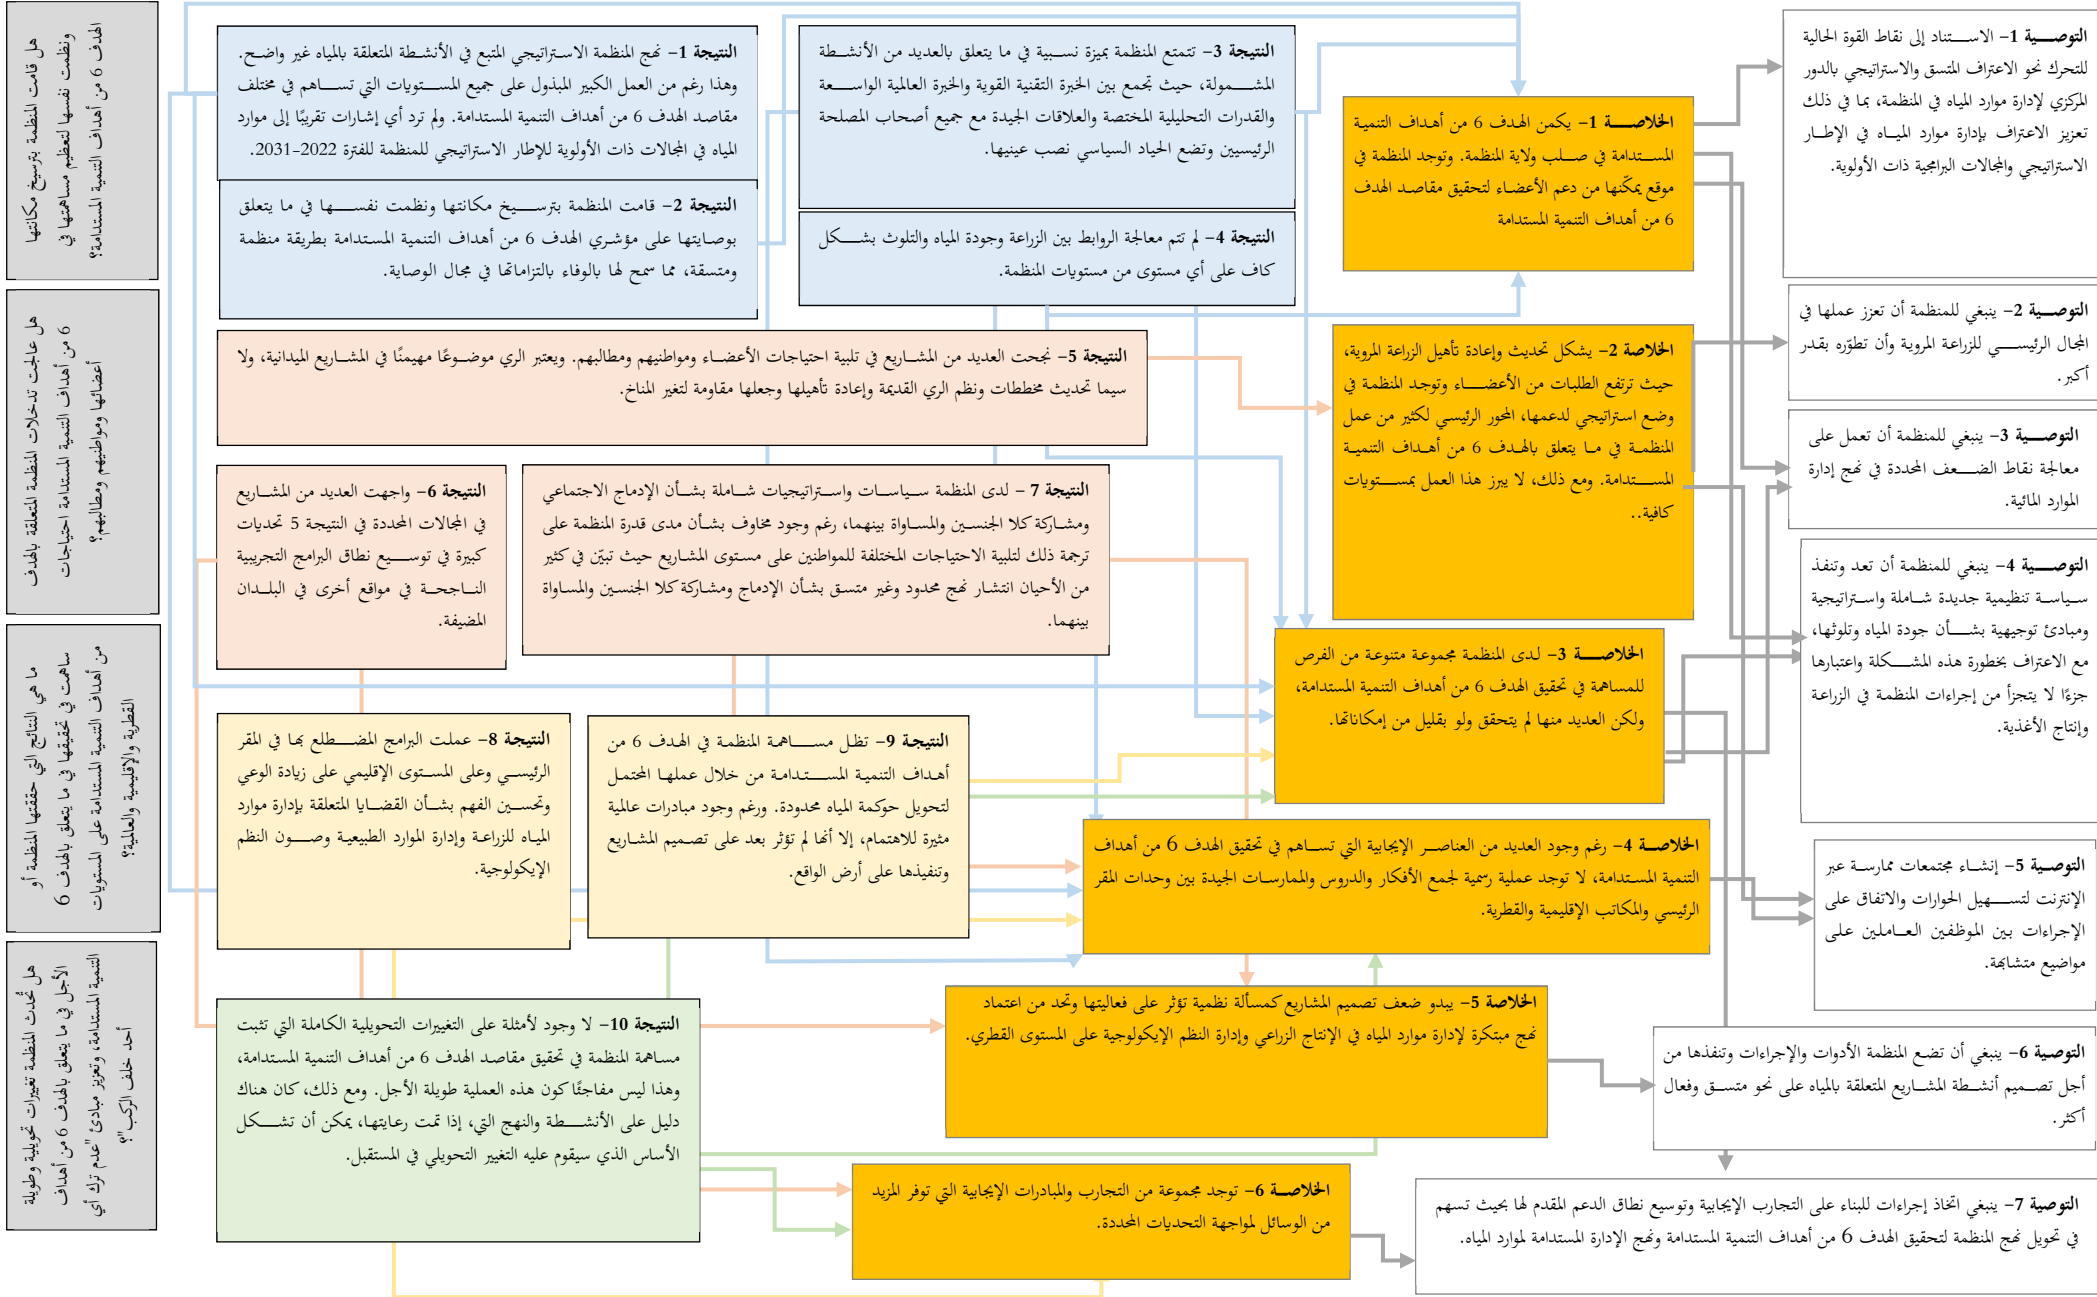 هل قامت المنظمة بترسيخ مكانتها
ونظمت نفسها لتعظيم مساهمتها في
الهدف 6 من أهداف التنمية المستدامة؟
هل عالجت تدخلات المنظمة المتعلقة بالهدف
6 من أهداف التنمية المستدامة احتياجات
أعضائها ومواطنيهم ومطالبهم؟
ما هي النتائج التي حققتها المنظمة أو
ساهمت في تحقيقها في ما يتعلق بالهدف 6
من أهداف التنمية المستدامة على المستويات
القطرية والإقليمية والعالمية؟
هل تُحدث المنظمة تغييرات تحويلية وطويلة
الأجل في ما يتعلق بالهدف 6 من أهداف
التنمية المستدامة، وتعزيز مبادئ "عدم ترك أي
أحد خلف الركب"؟
النتيجة 1– نهج المنظمة الاستراتيجي المتبع في الأنشطة المتعلقة بالمياه غير واضح.
وهذا رغم من العمل الكبير المبذول على جميع المستويات التي تساهم في مختلف
مقاصد الهدف 6 من أهداف التنمية المستدامة. ولم ترد أي إشارات تقريبًا إلى موارد
المياه في المجالات ذات الأولوية للإطار الاستراتيجي للمنظمة للفترة 2022–2031.
النتيجة 2– قامت المنظمة بترسيخ مكانتها ونظمت نفسها في ما يتعلق
بوصايتها على مؤشري الهدف 6 من أهداف التنمية المستدامة بطريقة منظمة
ومتسقة، مما سمح لها بالوفاء بالتزاماتها في مجال الوصاية.
النتيجة 3– تتمتع المنظمة بميزة نسبية في ما يتعلق بالعديد من الأنشطة
المشمولة، حيث تجمع بين الخبرة التقنية القوية والخبرة العالمية الواسعة
والقدرات التحليلية المختصة والعلاقات الجيدة مع جميع أصحاب المصلحة
الرئيسيين وتضع الحياد السياسي نصب عينيها.
النتيجة 4– لم تتم معالجة الروابط بين الزراعة وجودة المياه والتلوث بشكل
كاف على أي مستوى من مستويات المنظمة.
النتيجة 5– نجحت العديد من المشاريع في تلبية احتياجات الأعضاء ومواطنيهم ومطالبهم. ويعتبر الري موضوعًا مهيمنًا في المشاريع الميدانية، ولا
سيما تحديث مخططات ونظم الري القديمة وإعادة تأهيلها وجعلها مقاومة لتغير المناخ.
النتيجة 6– واجهت العديد من المشاريع
في المجالات المحددة في النتيجة 5 تحديات
كبيرة في توسيع نطاق البرامج التجريبية
الناجحة في مواقع أخرى في البلدان
المضيفة.
النتيجة 7 – لدى المنظمة سياسات واستراتيجيات شاملة بشأن الإدماج الاجتماعي
ومشاركة كلا الجنسين والمساواة بينهما، رغم وجود مخاوف بشأن مدى قدرة المنظمة على
ترجمة ذلك لتلبية الاحتياجات المختلفة للمواطنين على مستوى المشاريع حيث تبيّن في كثير
من الأحيان انتشار نهج محدود وغير متسق بشأن الإدماج ومشاركة كلا الجنسين والمساواة
بينهما.
النتيجة 8– عملت البرامج المضطلع بها في المقر
الرئيسي وعلى المستوى الإقليمي على زيادة الوعي
وتحسين الفهم بشأن القضايا المتعلقة بإدارة موارد
المياه للزراعة وإدارة الموارد الطبيعية وصون النظم
الإيكولوجية.
النتيجة 9– تظل مساهمة المنظمة في الهدف 6 من
أهداف التنمية المستدامة من خلال عملها المحتمل
لتحويل حوكمة المياه محدودة. ورغم وجود مبادرات عالمية
مثيرة للاهتمام، إلا أنها لم تؤثر بعد على تصميم المشاريع
وتنفيذها على أرض الواقع.
النتيجة 10– لا وجود لأمثلة على التغييرات التحويلية الكاملة التي تثبت
مساهمة المنظمة في تحقيق مقاصد الهدف 6 من أهداف التنمية المستدامة،
وهذا ليس مفاجئًا كون هذه العملية طويلة الأجل. ومع ذلك، كان هناك
دليل على الأنشطة والنهج التي، إذا تمت رعايتها، يمكن أن تشكل
الأساس الذي سيقوم عليه التغيير التحويلي في المستقبل.
الخلاصة 1– يكمن الهدف 6 من أهداف التنمية
المستدامة في صلب ولاية المنظمة. وتوجد المنظمة في
موقع يمكّنها من دعم الأعضاء لتحقيق مقاصد الهدف
6 من أهداف التنمية المستدامة
الخلاصة 2– يشكل تحديث وإعادة تأهيل الزراعة المروية،
حيث ترتفع الطلبات من الأعضاء وتوجد المنظمة في
وضع استراتيجي لدعمها، المحور الرئيسي لكثير من عمل
المنظمة في ما يتعلق بالهدف 6 من أهداف التنمية
المستدامة. ومع ذلك، لا يبرز هذا العمل بمستويات
كافية..
الخلاصة 3– لدى المنظمة مجموعة متنوعة من الفرص
للمساهمة في تحقيق الهدف 6 من أهداف التنمية المستدامة،
ولكن العديد منها لم يتحقق ولو بقليل من إمكاناتها.
الخلاصة 4– رغم وجود العديد من العناصر الإيجابية التي تساهم في تحقيق الهدف 6 من أهداف
التنمية المستدامة، لا توجد عملية رسمية لجمع الأفكار والدروس والممارسات الجيدة بين وحدات المقر
الرئيسي والمكاتب الإقليمية والقطرية.
الخلاصة 5– يبدو ضعف تصميم المشاريع كمسألة نظمية تؤثر على فعاليتها وتحد من اعتماد
نهج مبتكرة لإدارة موارد المياه في الإنتاج الزراعي وإدارة النظم الإيكولوجية على المستوى القطري.
الخلاصة 6– توجد مجموعة من التجارب والمبادرات الإيجابية التي توفر المزيد
من الوسائل لمواجهة التحديات المحددة.
التوصية 1– الاستناد إلى نقاط القوة الحالية
للتحرك نحو الاعتراف المتسق والاستراتيجي بالدور
المركزي لإدارة موارد المياه في المنظمة، بما في ذلك
تعزيز الاعتراف بإدارة موارد المياه في الإطار
الاستراتيجي والمجالات البرامجية ذات الأولوية.
التوصية 2– ينبغي للمنظمة أن تعزز عملها في
المجال الرئيسي للزراعة المروية وأن تطوّره بقدر
أكبر.
التوصية 3– ينبغي للمنظمة أن تعمل على
معالجة نقاط الضعف المحددة في نهج إدارة
الموارد المائية.
التوصية 4– ينبغي للمنظمة أن تعد وتنفذ
سياسة تنظيمية جديدة شاملة واستراتيجية
ومبادئ توجيهية بشأن جودة المياه وتلوثها،
مع الاعتراف بخطورة هذه المشكلة واعتبارها
جزءًا لا يتجزأ من إجراءات المنظمة في الزراعة
وإنتاج الأغذية.
التوصية 5– إنشاء مجتمعات ممارسة عبر
الإنترنت لتسهيل الحوارات والاتفاق على
الإجراءات بين الموظفين العاملين على
مواضيع متشابهة.
التوصية 6– ينبغي أن تضع المنظمة الأدوات والإجراءات وتنفذها من
أجل تصميم أنشطة المشاريع المتعلقة بالمياه على نحو متسق وفعال
أكثر.
التوصية 7– ينبغي اتخاذ إجراءات للبناء على التجارب الإيجابية وتوسيع نطاق الدعم المقدم لها بحيث تسهم
في تحويل نهج المنظمة لتحقيق الهدف 6 من أهداف التنمية المستدامة ونهج الإدارة المستدامة لموارد المياه.